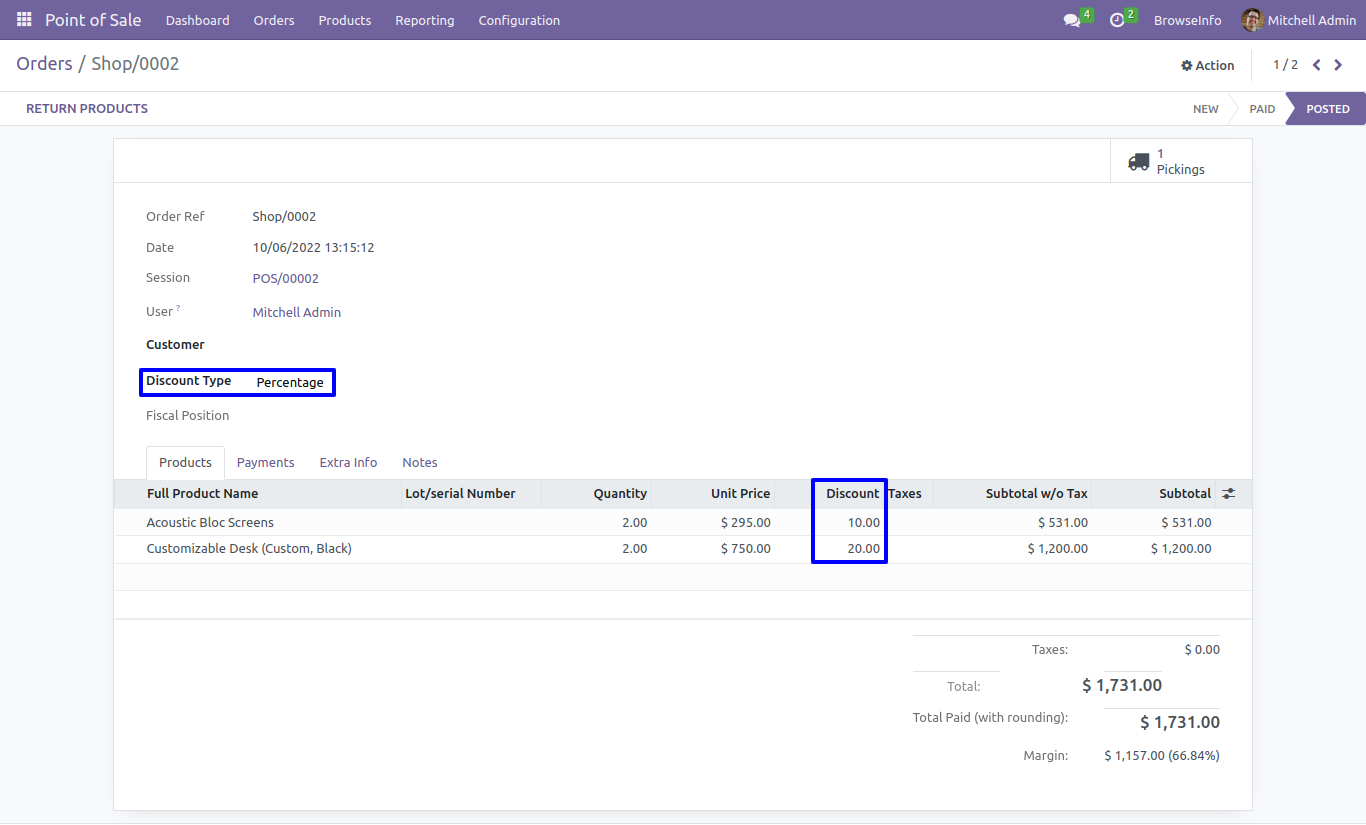 Point of Sale Dashboard Orders Products Reporting Configuration 4 2 BrowseInfo Mitchell Admin
Orders / Shop/0002 Action 1 / 2
RETURN PRODUCTS NEW PAID POSTED
1
Pickings
Order Ref Shop/0002
Date 10/06/2022 13:15:12
Session POS/00002
User ? Mitchell Admin
Customer
Discount Type Percentage
Fiscal Position
Products Payments Extra Info Notes
Full Product Name Lot/serial Number Quantity Unit Price Discount Taxes Subtotal w/o Tax Subtotal
Acoustic Bloc Screens 2.00 $ 295.00 10.00 $ 531.00 $ 531.00
Customizable Desk (Custom, Black) 2.00 $ 750.00 20.00 $ 1,200.00 $ 1,200.00
Taxes: $ 0.00
Total: $ 1,731.00
Total Paid (with rounding): $ 1,731.00
Margin: $ 1,157.00 (66.84%)